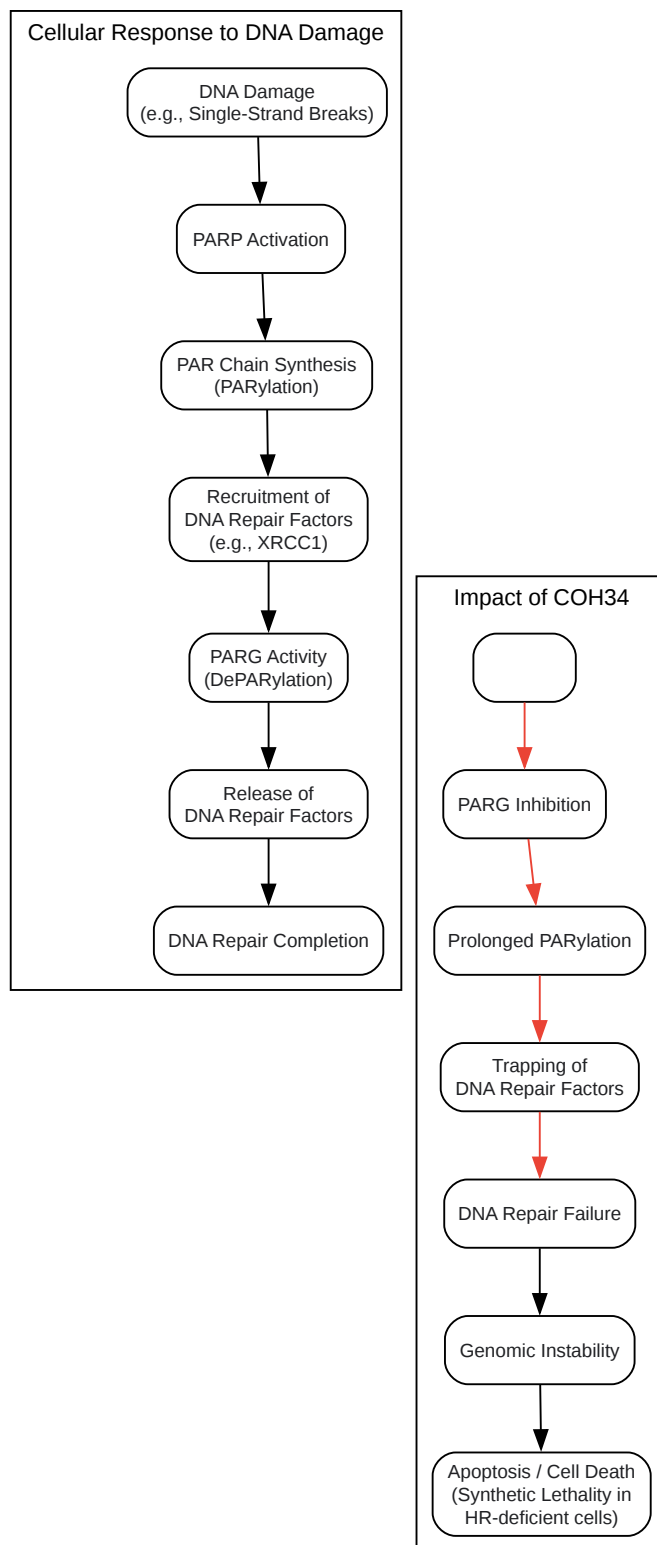 Cellular Response to DNA Damage
DNA Damage
(e.g., Single-Strand Breaks)
PARP Activation
PAR Chain Synthesis
(PARylation)
Recruitment of
DNA Repair Factors
(e.g., XRCC1)
PARG Activity
(DePARylation)
Release of
DNA Repair Factors
DNA Repair Completion
Impact of COH34
PARG Inhibition
Prolonged PARylation
Trapping of
DNA Repair Factors
DNA Repair Failure
Genomic Instability
Apoptosis / Cell Death
(Synthetic Lethality in
HR-deficient cells)